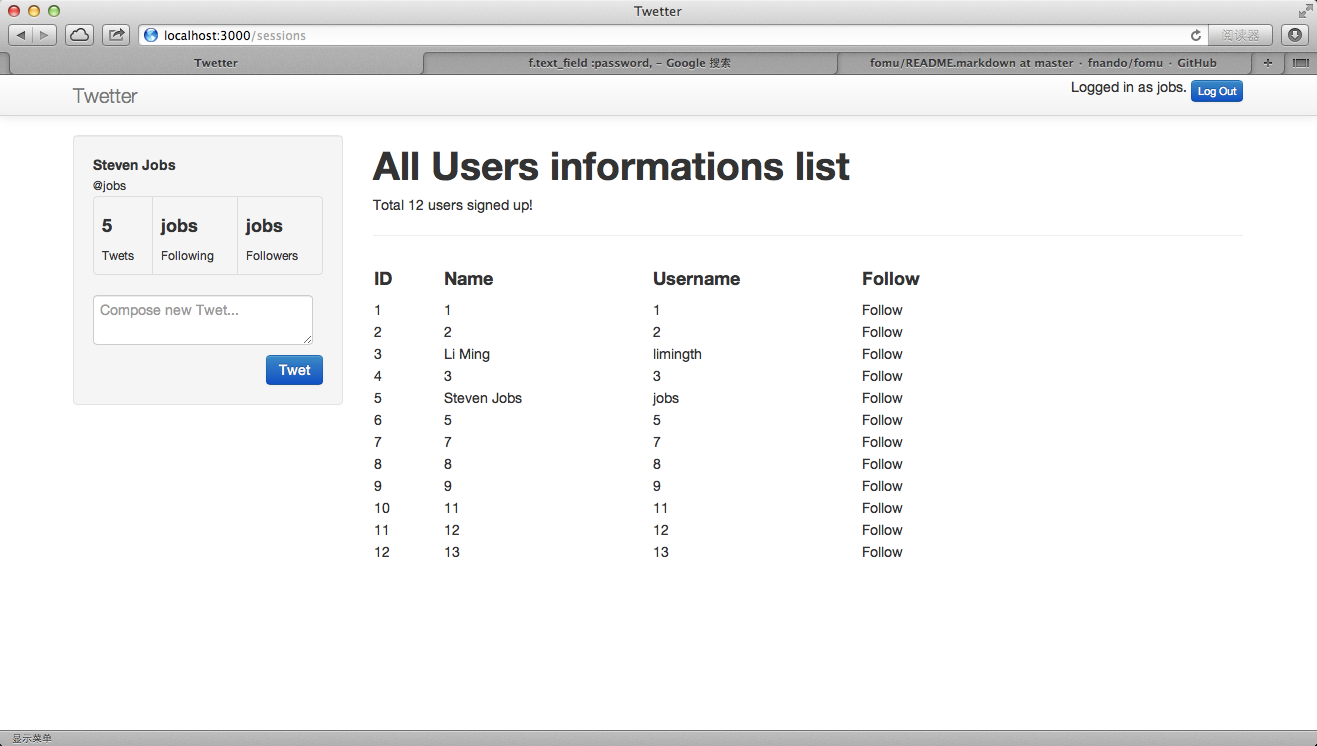 Twetter
localhost:3000/sessions
阅读器
Twetter
f.text_field :password, - Google 搜索
fomu/README.markdown at master · fnando/fomu · GitHub
Twetter
Logged in as jobs. Log Out
Steven Jobs
@jobs
5 jobs jobs
Twets Following Followers
Compose new Twet...
Twet
All Users informations list
Total 12 users signed up!
ID Name Username Follow
1 1 1 Follow
2 2 2 Follow
3 Li Ming limingth Follow
4 3 3 Follow
5 Steven Jobs jobs Follow
6 5 5 Follow
7 7 7 Follow
8 8 8 Follow
9 9 9 Follow
10 11 11 Follow
11 12 12 Follow
12 13 13 Follow
显示菜单